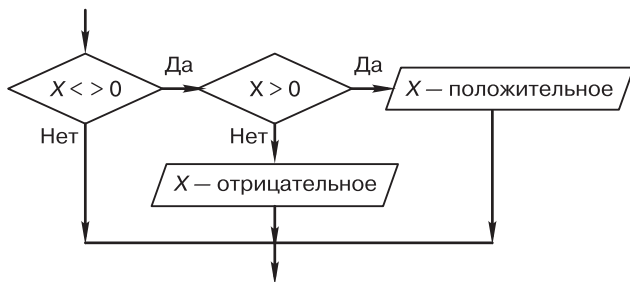 Да
Да
X < > 0
X > 0
X — положительное
Нет
Нет
X — отрицательное